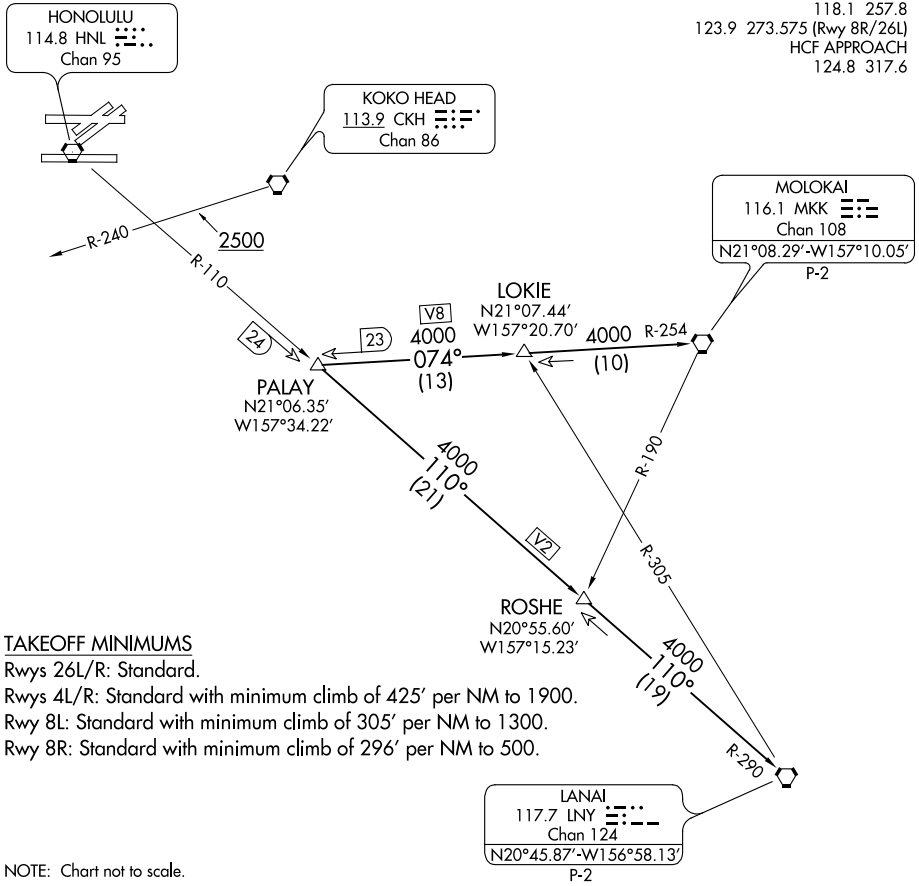 118.1 257.8
123.9 273.575 (Rwy 8R/26L)
HCF APPROACH
124.8 317.6
HONOLULU
114.8 HNL
Chan 95
KOKO HEAD
113.9 CKH
Chan 86
MOLOKAI
116.1 MKK
Chan 108
N21°08.29′-W157°10.05′
P-2
R-240
2500
R-110
LOKIE
N21°07.44′
W157°20.70′
V8
4000
074°
(13)
4000
R-254
(10)
24
23
PALAY
N21°06.35′
W157°34.22′
4000
110°
(21)
R-190
V2
R-305
ROSHE
N20°55.60′
W157°15.23′
4000
110°
(19)
R-290
TAKEOFF MINIMUMS
Rwys 26L/R: Standard.
Rwys 4L/R: Standard with minimum climb of 425′ per NM to 1900.
Rwy 8L: Standard with minimum climb of 305′ per NM to 1300.
Rwy 8R: Standard with minimum climb of 296′ per NM to 500.
LANAI
117.7 LNY
Chan 124
N20°45.87′-W156°58.13′
P-2
NOTE: Chart not to scale.